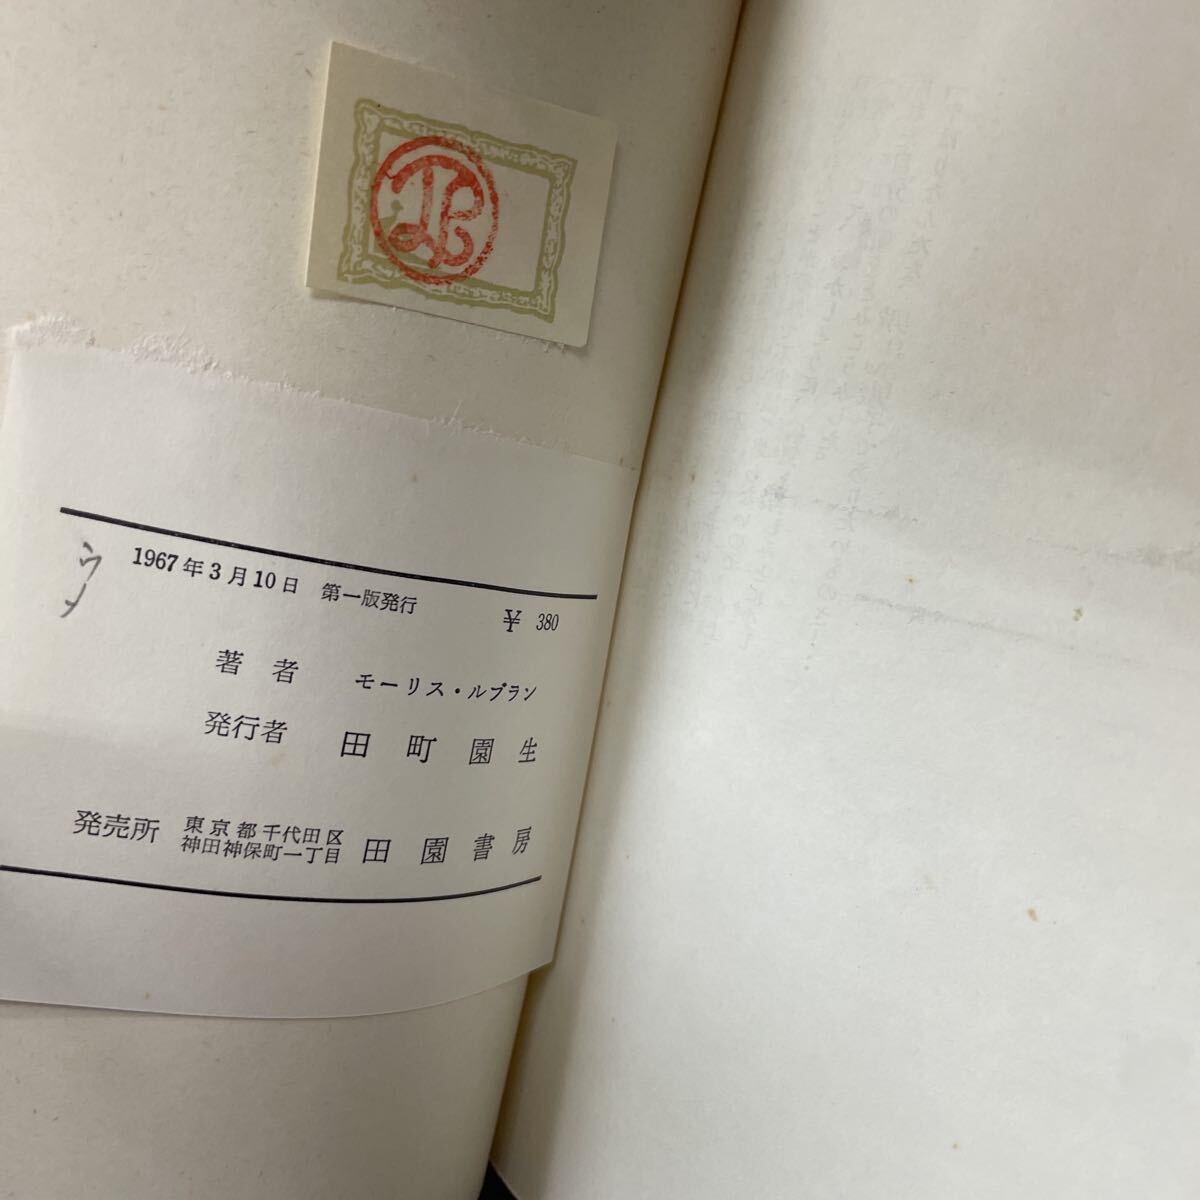 1967年3月10日 第一版発行 ¥ 380
著者 モーリス・ルブラン
発行者 田町園生
発売所 東京都千代田区
神田神保町一丁目 田園書房
ウメ